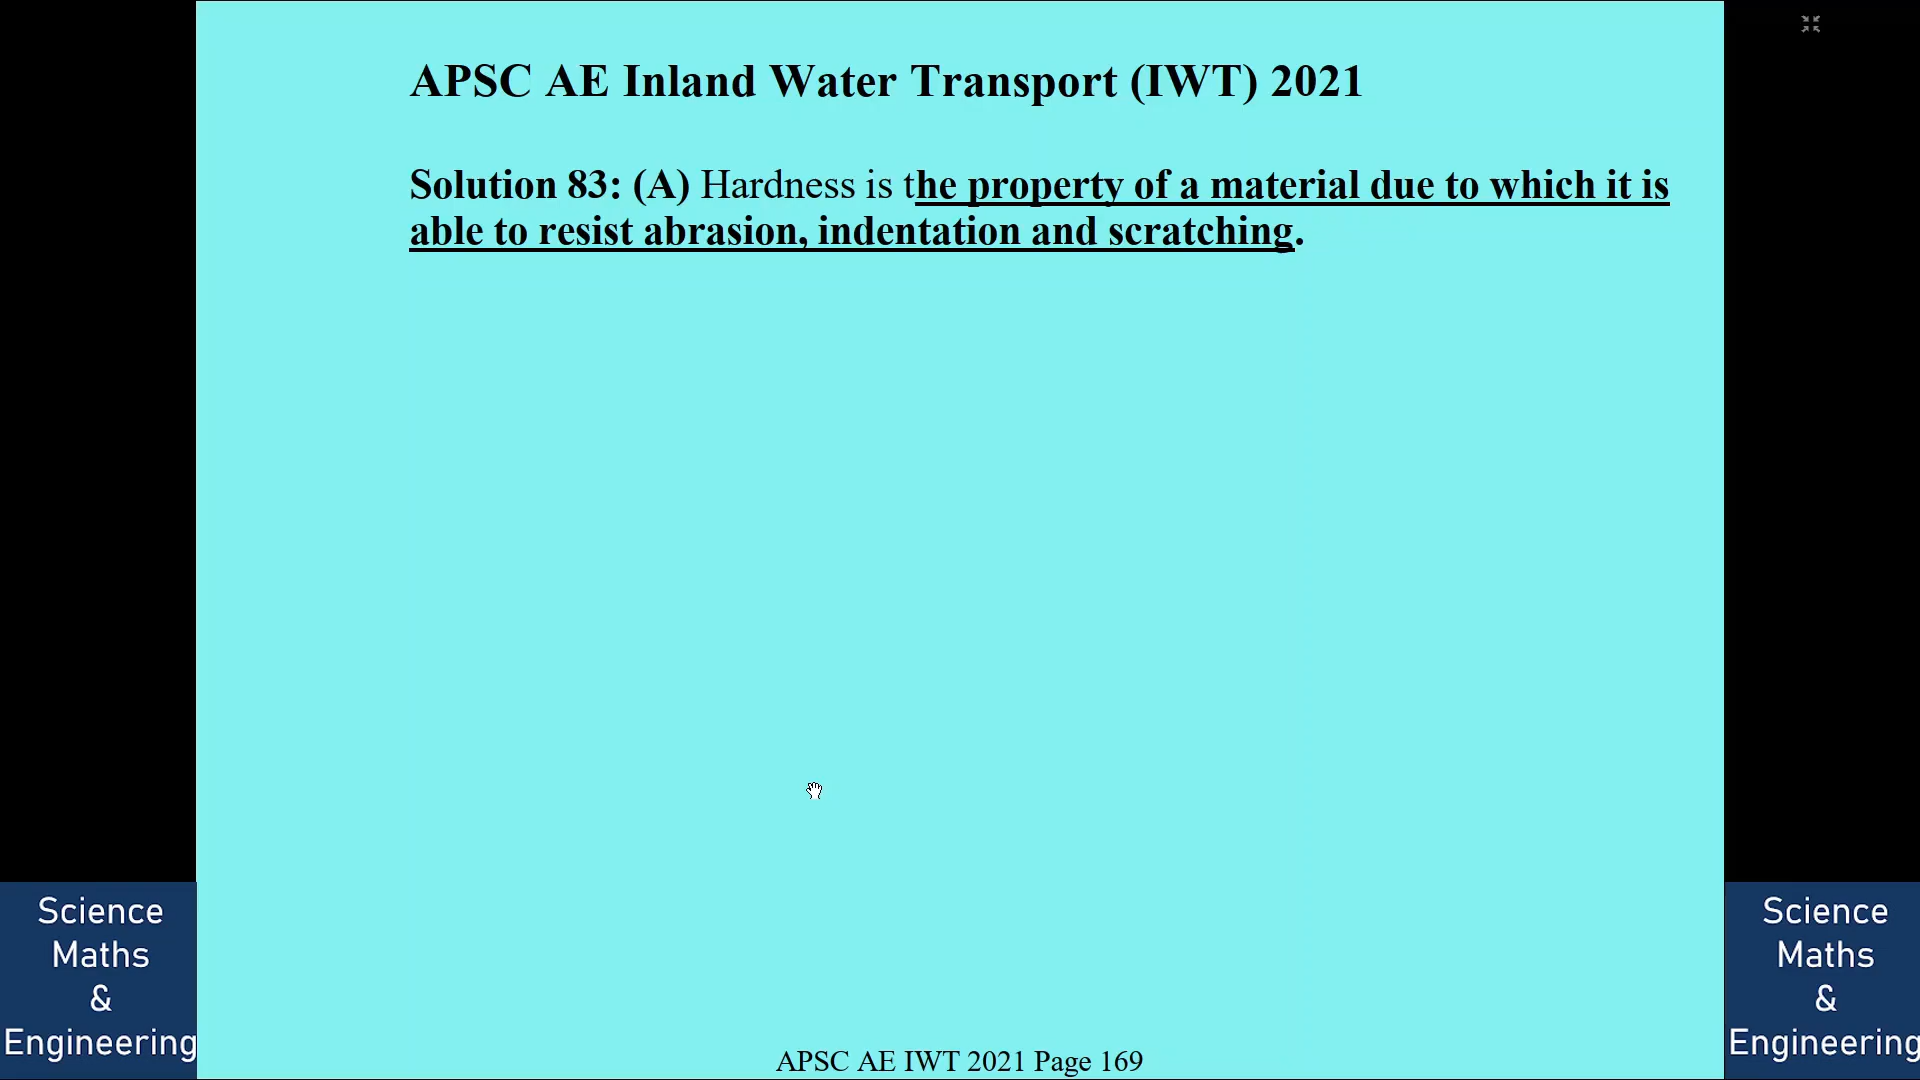 APSC AE Inland Water Transport (IWT) 2021
Solution 83: (A) Hardness is the property of a material due to which it is
able to resist abrasion, indentation and scratching.
Science
Maths
&
Engineering
Science
Maths
&
Engineering
APSC AE IWT 2021 Page 169